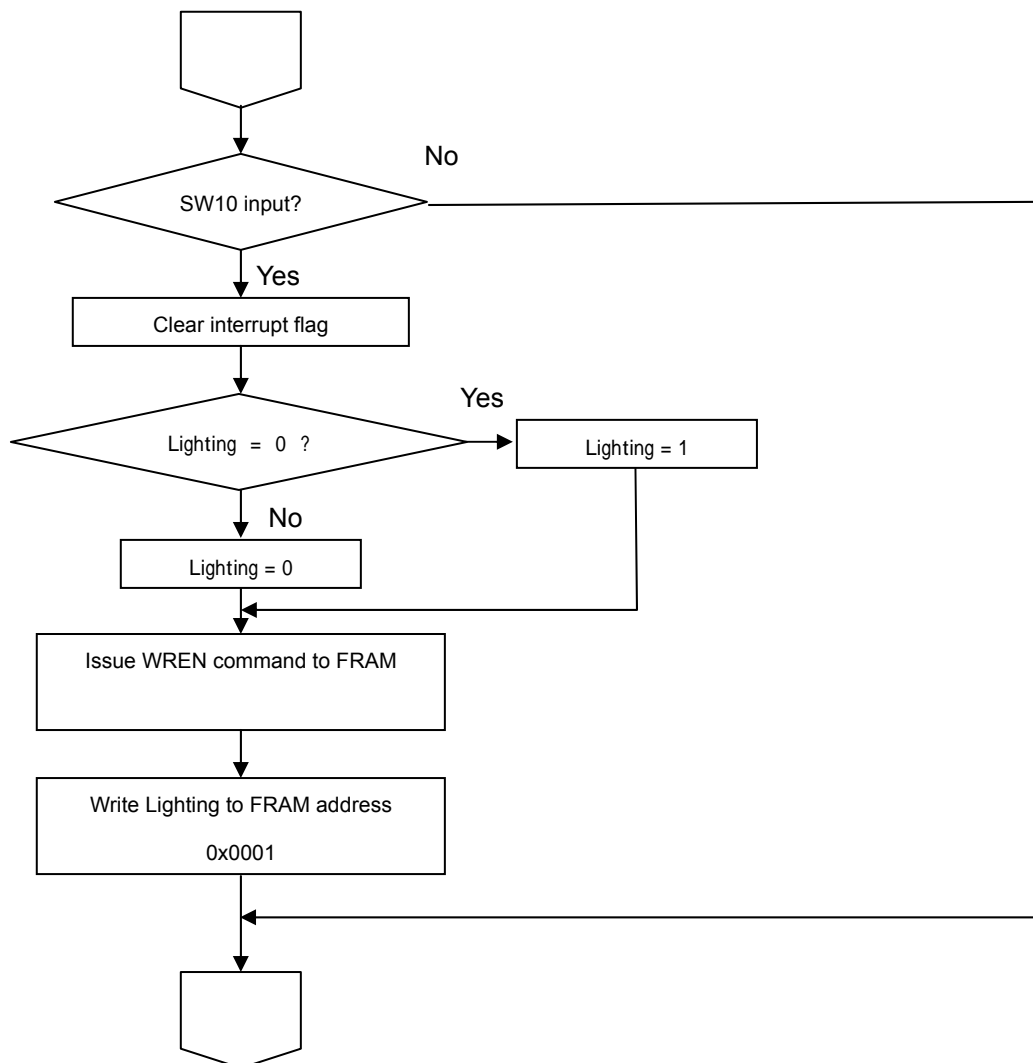 No
SW10 input?
Yes
Clear interrupt flag
Yes
Lighting = 0 ?
Lighting = 1
No
Lighting = 0
Issue WREN command to FRAM
Write Lighting to FRAM address
0x0001